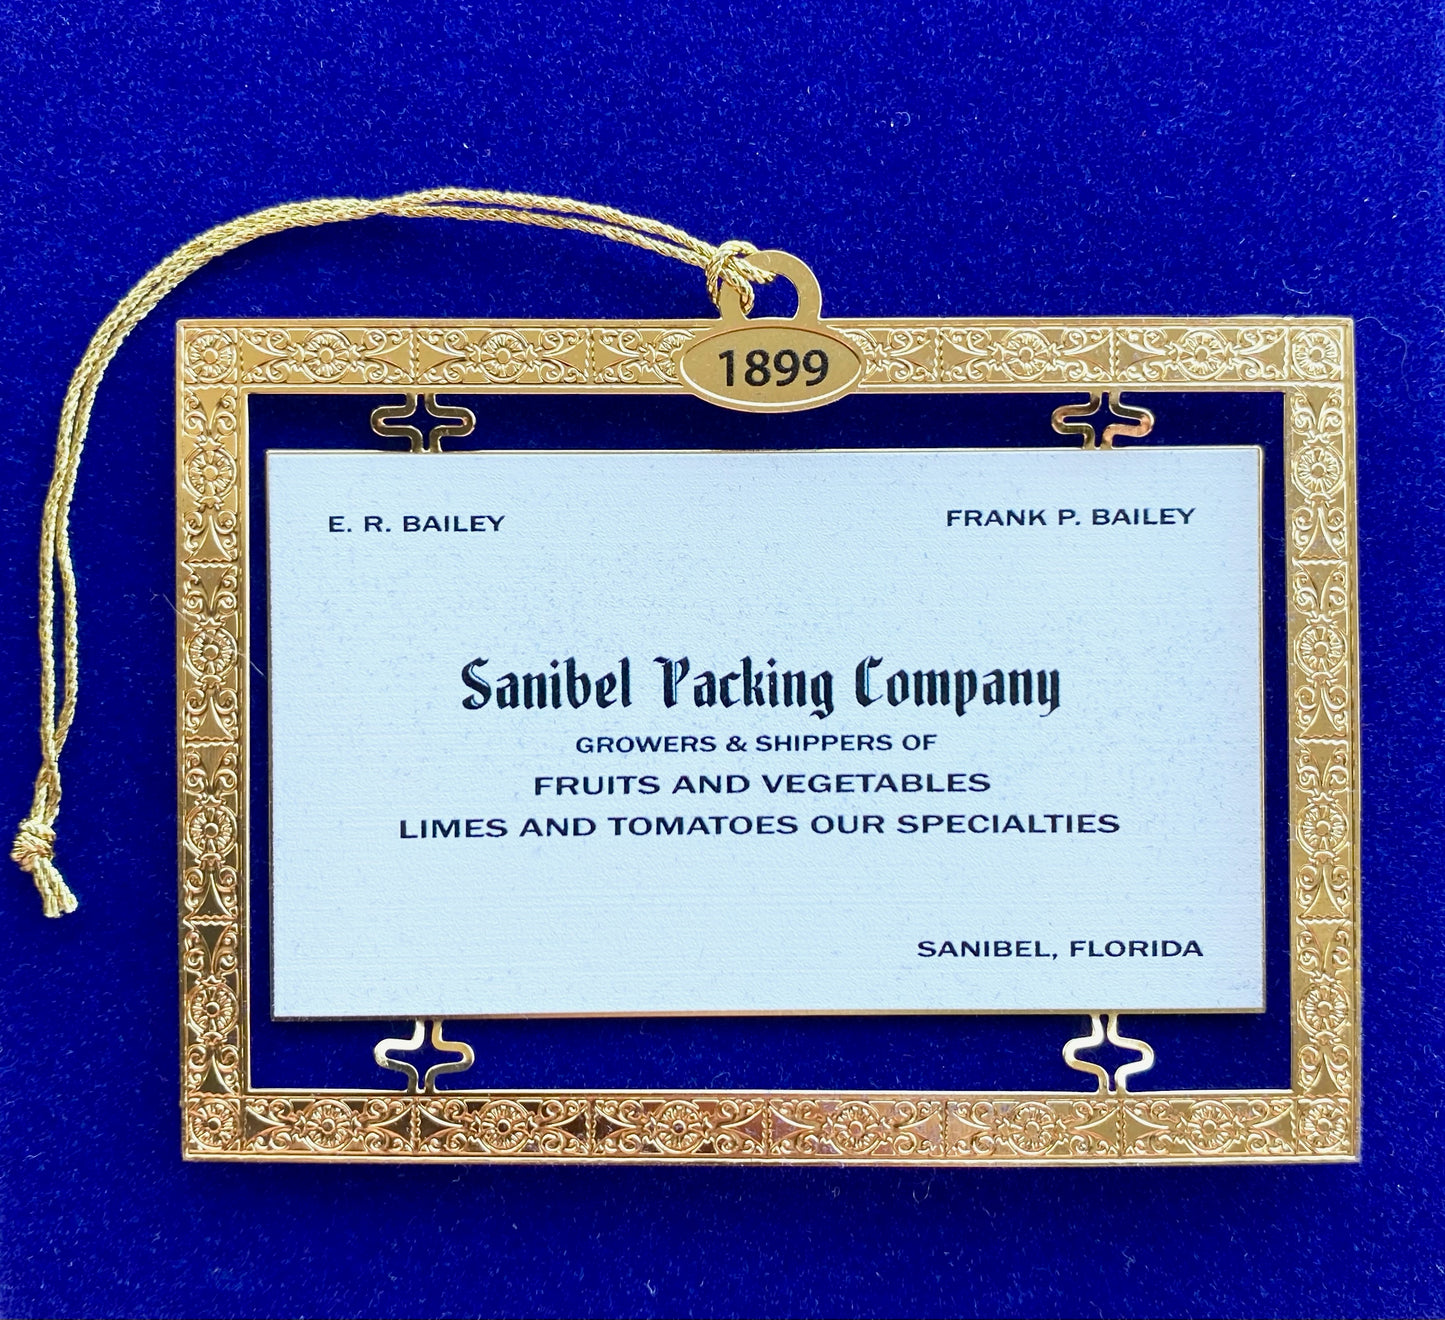 1899
E. R. BAILEY
FRANK P. BAILEY
Sanibel Packing Company
GROWERS & SHIPPERS OF
FRUITS AND VEGETABLES
LIMES AND TOMATOES OUR SPECIALTIES
SANIBEL, FLORIDA